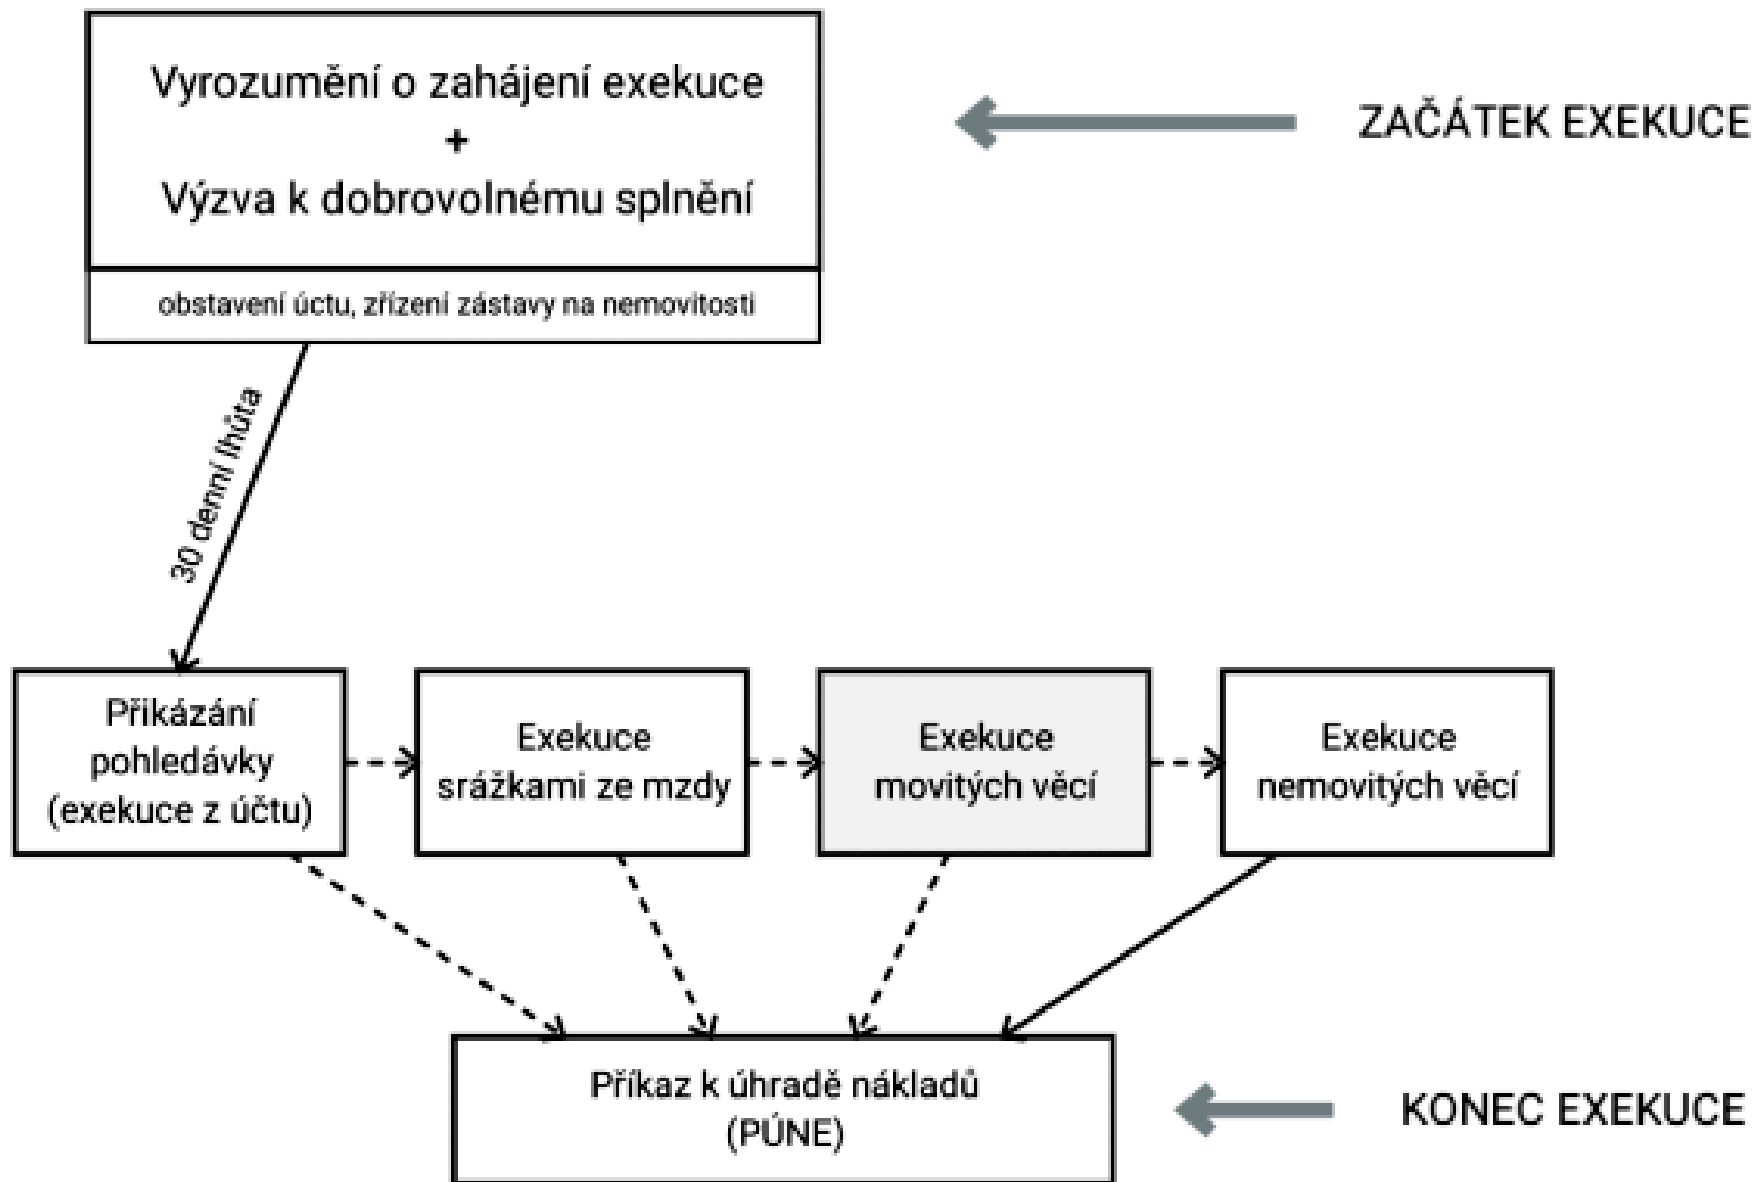 Vyrozumění o zahájení exekuce
+
Výzva k dobrovolnému splnění
ZAČÁTEK EXEKUCE
obstavení úctu, zřízení zástavy na nemovitosti
30 denní lhůta
Přikázání
pohledávky
(exekuce z účtu)
Exekuce
srážkami ze mzdy
Exekuce
movitých věcí
Exekuce
nemovitých věcí
Příkaz k úhradě nákladů
(PÚNE)
KONEC EXEKUCE